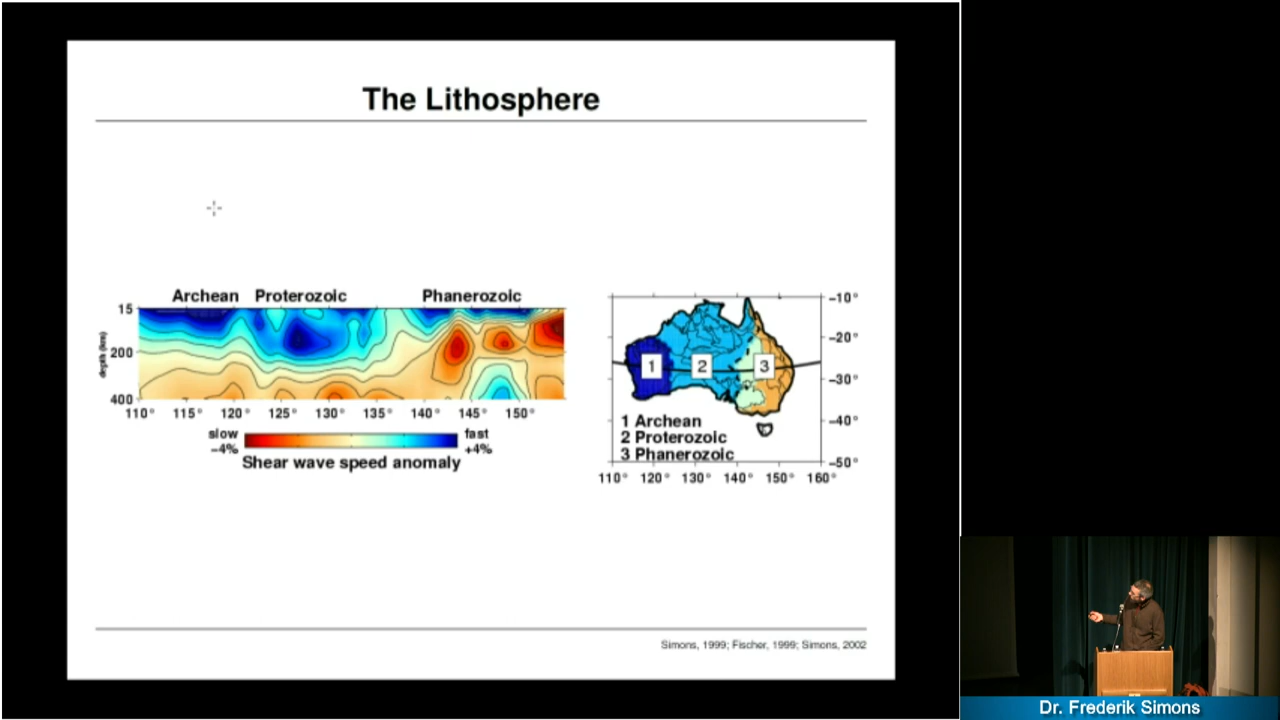 The Lithosphere
Archean Proterozoic Phanerozoic
15
200
400
depth (km)
110° 115° 120° 125° 130° 135° 140° 145° 150°
slow
−4%
fast
+4%
Shear wave speed anomaly
−10°
−20°
−30°
−40°
−50°
1 2 3
1 Archean
2 Proterozoic
3 Phanerozoic
110° 120° 130° 140° 150° 160°
Simons, 1999; Fischer, 1999; Simons, 2002
Dr. Frederik Simons